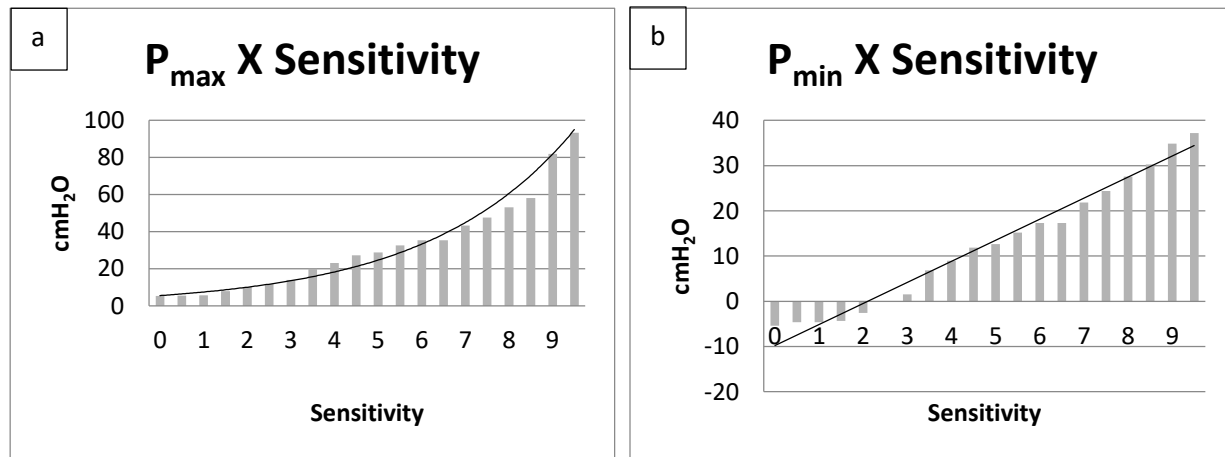 a
Pmax X Sensitivity
100
80
60
40
20
0
cmH2O
0 1 2 3 4 5 6 7 8 9
Sensitivity
b
Pmin X Sensitivity
40
30
20
10
0
-10
-20
cmH2O
0 1 2 3 4 5 6 7 8 9
Sensitivity